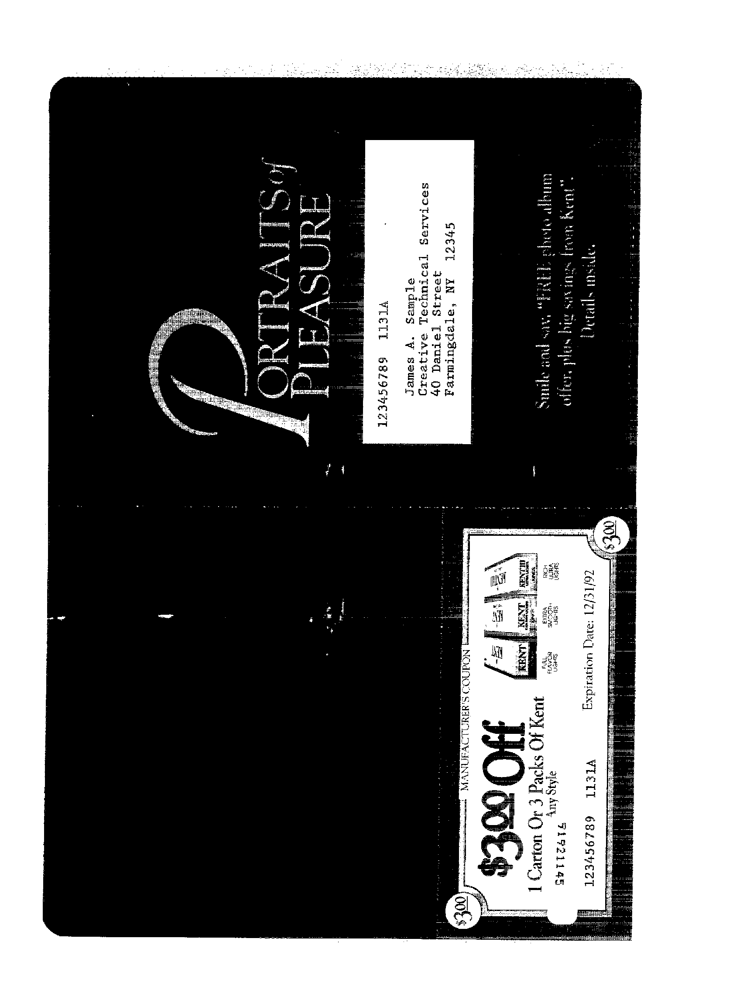 PORTRAITS of
PLEASURE
123456789 1131A
James A. Sample
Creative Technical Services
40 Daniel Street
Farmingdale, NY 12345
Smile and say, "FREE photo album
offer, plus big savings from Kent".
Details inside.
MANUFACTURER'S COUPON
$3.00
$3.00 Off
1 Carton Or 3 Packs Of Kent
Any Style
91921145
123456789 1131A
KENT
KENT
KENT III
FULL
FLAVOR
LIGHTS
EXTRA
SMOOTH
LIGHTS
RICH
ULTRA
LIGHTS
Expiration Date: 12/31/92
$3.00